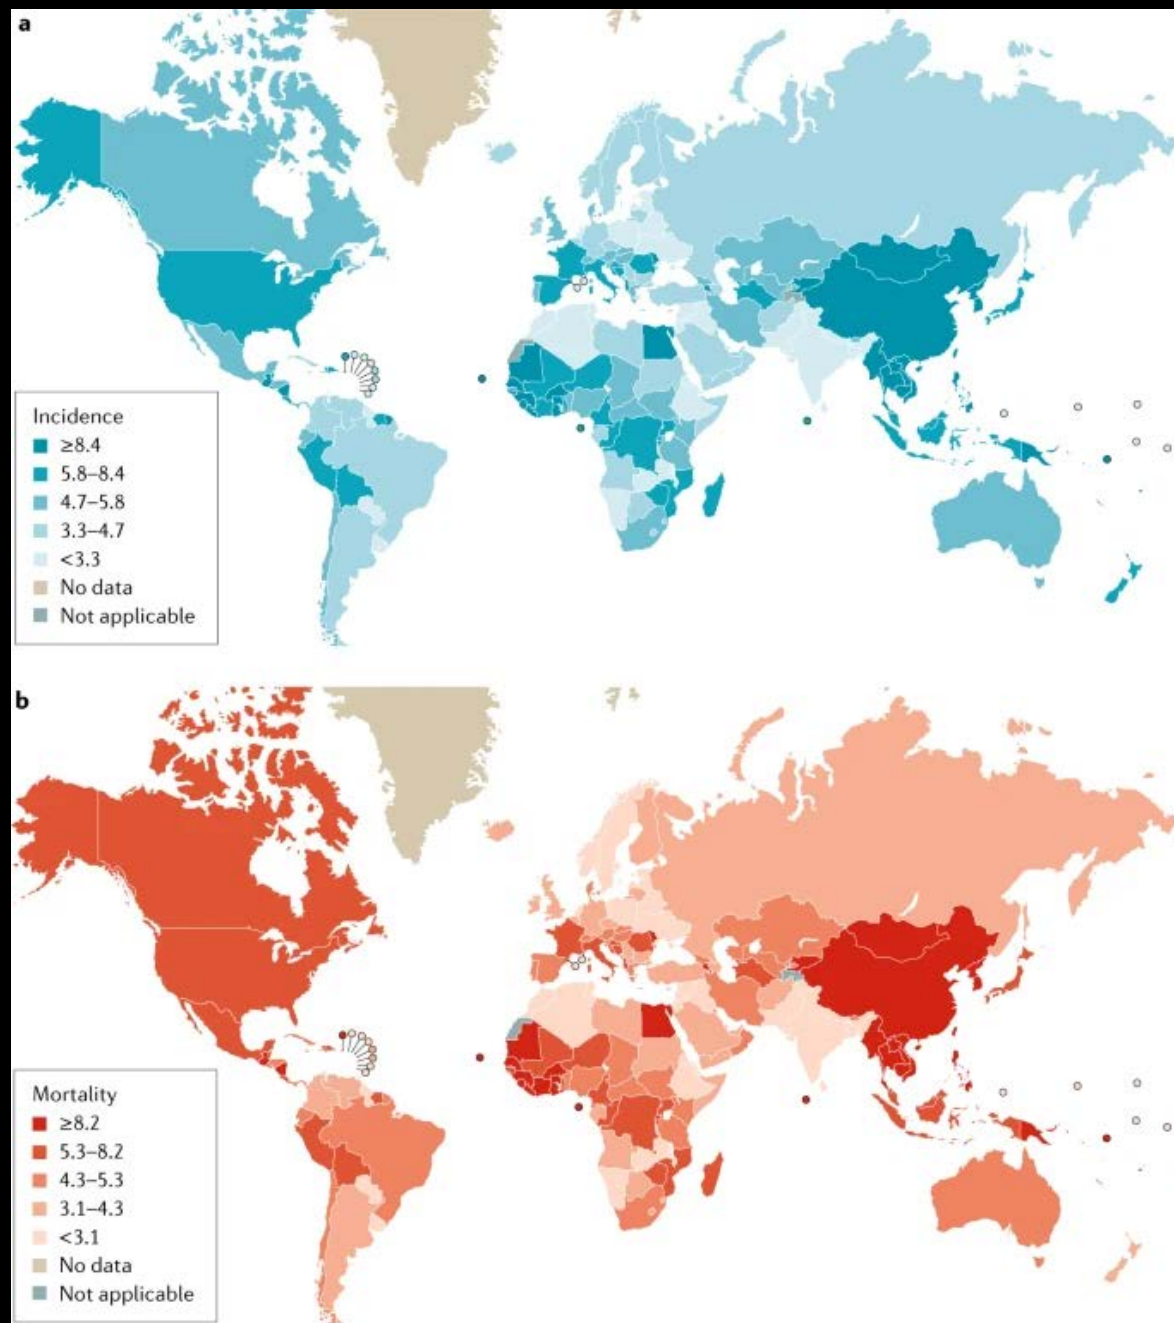 a
Incidence
≥8.4
5.8–8.4
4.7–5.8
3.3–4.7
<3.3
No data
Not applicable
b
Mortality
≥8.2
5.3–8.2
4.3–5.3
3.1–4.3
<3.1
No data
Not applicable